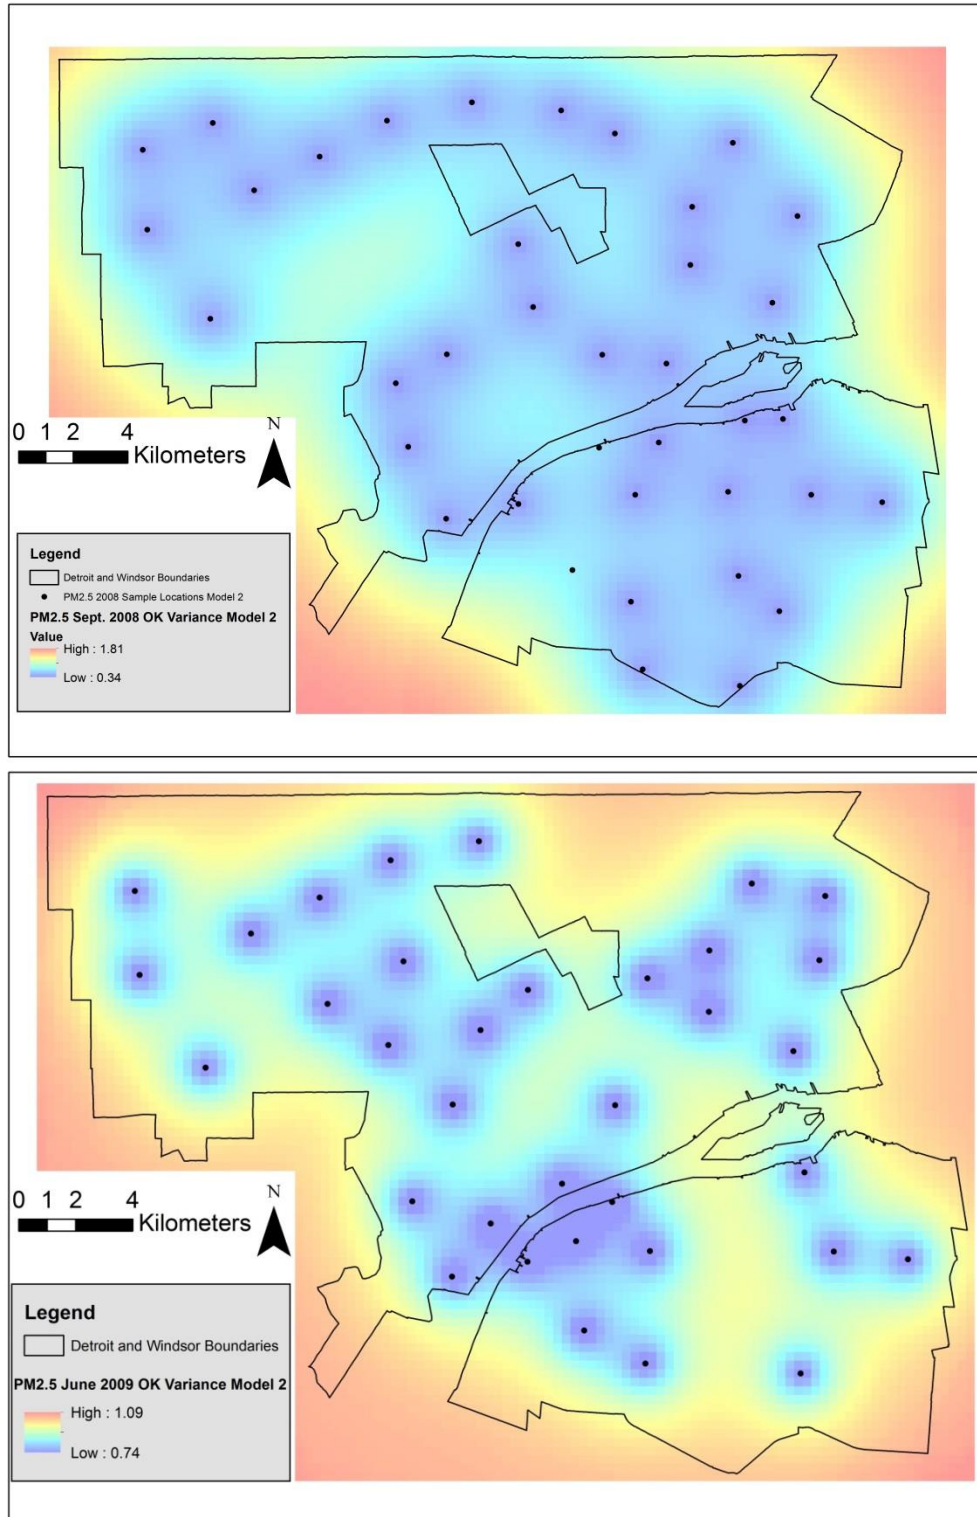 N
0 1 2 4
Kilometers
Legend
Detroit and Windsor Boundaries
PM2.5 2008 Sample Locations Model 2
PM2.5 Sept. 2008 OK Variance Model 2
Value
High : 1.81
Low : 0.34
N
0 1 2 4
Kilometers
Legend
Detroit and Windsor Boundaries
PM2.5 June 2009 OK Variance Model 2
High : 1.09
Low : 0.74